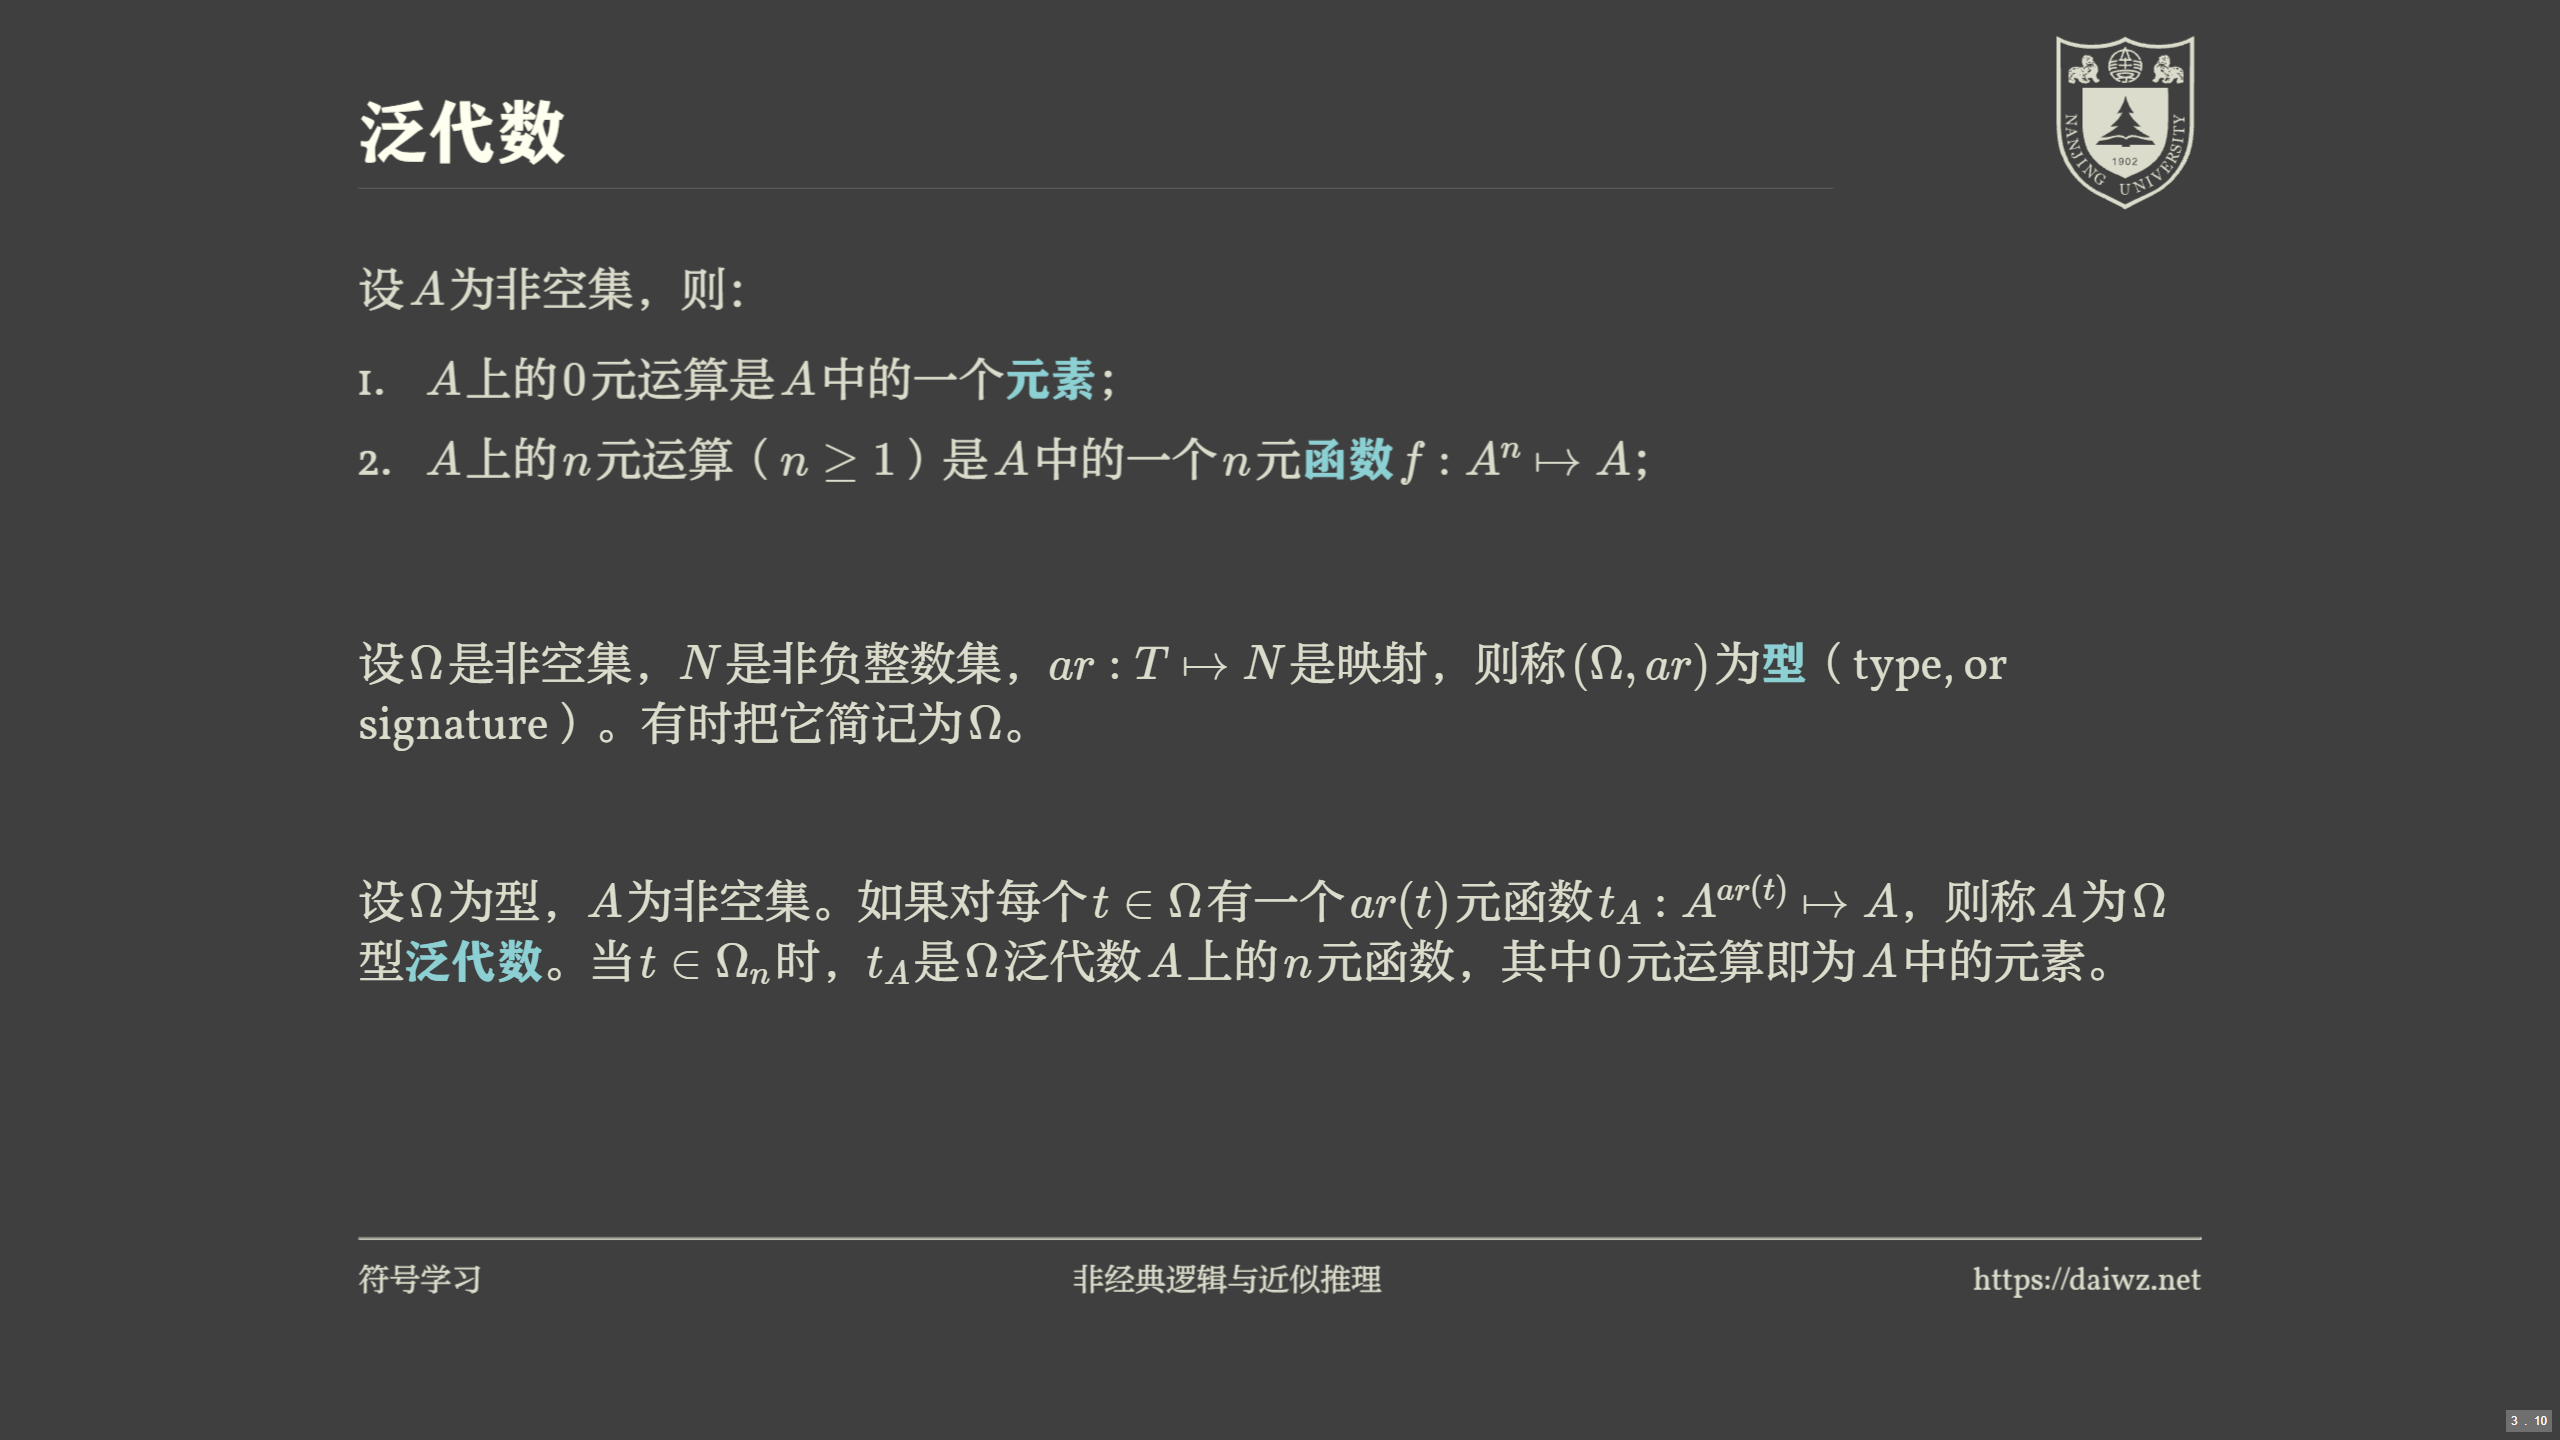 泛代数
NANJING UNIVERSITY
1902
设A为非空集，则：
1. A上的0元运算是A中的一个元素；
2. A上的n元运算（n ≥ 1）是A中的一个n元函数f : Aⁿ ↦ A；
设Ω是非空集，N是非负整数集，ar : T ↦ N是映射，则称(Ω, ar)为型（type, or
signature）。有时把它简记为Ω。
设Ω为型，A为非空集。如果对每个t ∈ Ω有一个ar(t)元函数t_A : A^{ar(t)} ↦ A，则称A为Ω
型泛代数。当t ∈ Ω_n时，t_A是Ω泛代数A上的n元函数，其中0元运算即为A中的元素。
符号学习 非经典逻辑与近似推理 https://daiwz.net
3 . 10